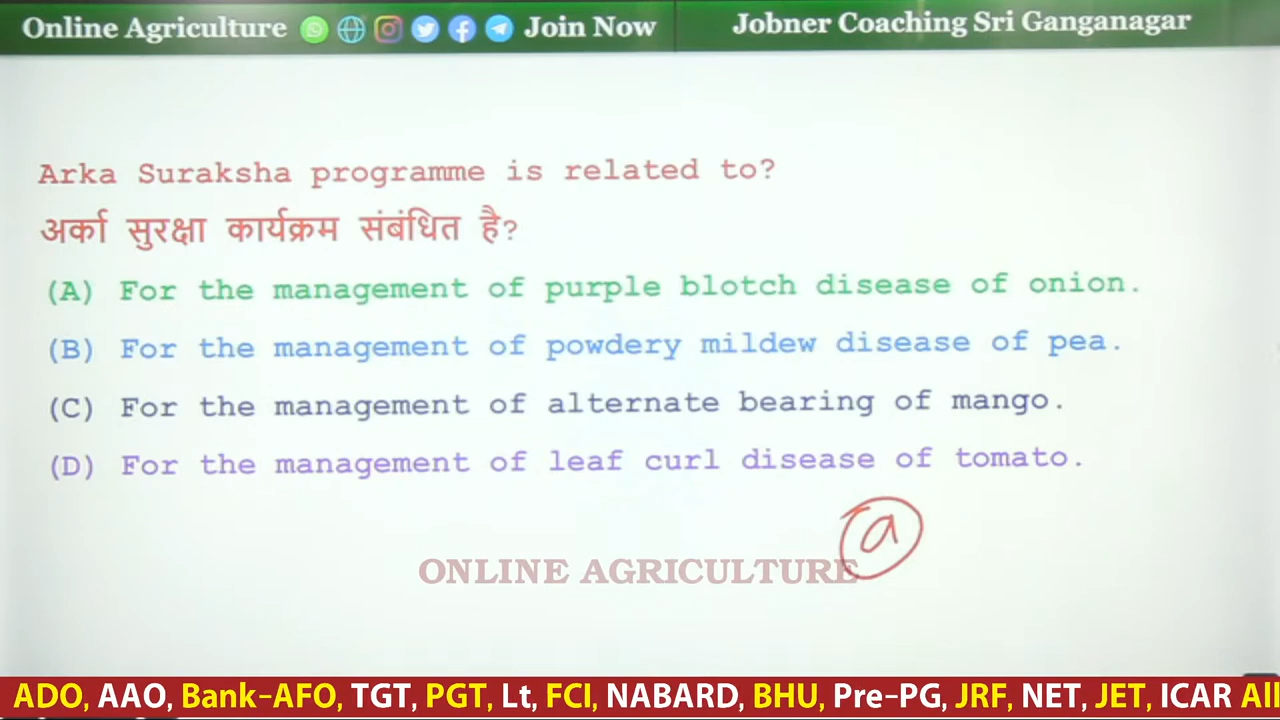 Online Agriculture Join Now
Jobner Coaching Sri Ganganagar
Arka Suraksha programme is related to?
अर्का सुरक्षा कार्यक्रम संबंधित है?
(A) For the management of purple blotch disease of onion.
(B) For the management of powdery mildew disease of pea.
(C) For the management of alternate bearing of mango.
(D) For the management of leaf curl disease of tomato.
a
ONLINE AGRICULTURE
ADO, AAO, Bank-AFO, TGT, PGT, Lt, FCI, NABARD, BHU, Pre-PG, JRF, NET, JET, ICAR All